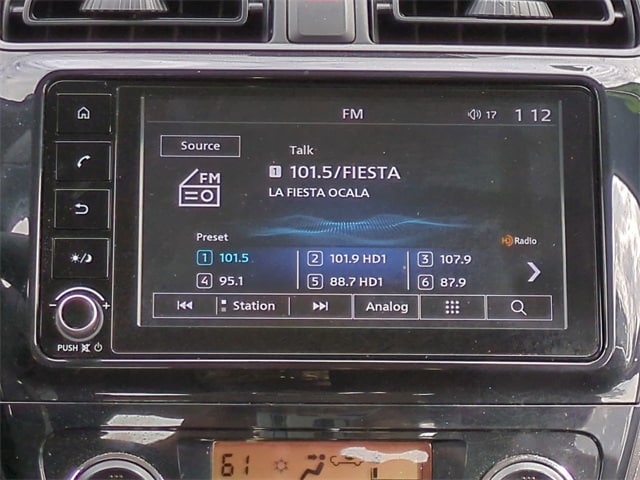 FM 17 1 12
Source
Talk
1 101.5/FIESTA
FM
LA FIESTA OCALA
Preset
HD Radio
1 101.5 2 101.9 HD1 3 107.9
4 95.1 5 88.7 HD1 6 87.9
- +
Station Analog
PUSH
61